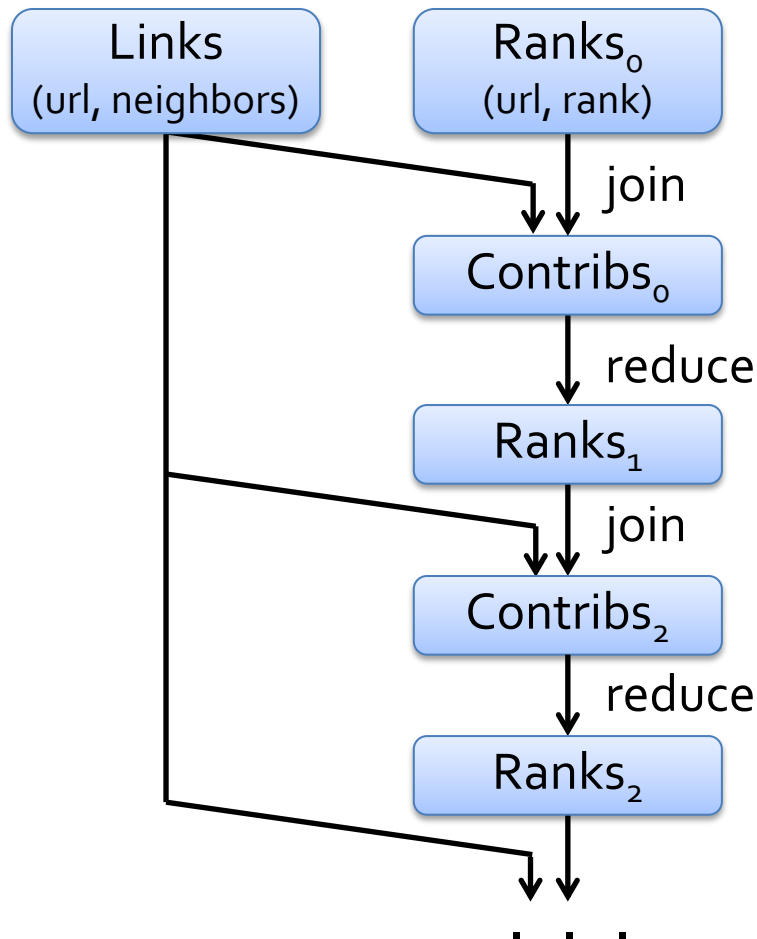 Links
(url, neighbors)
Ranks₀
(url, rank)
join
Contribs₀
reduce
Ranks₁
join
Contribs₂
reduce
Ranks₂